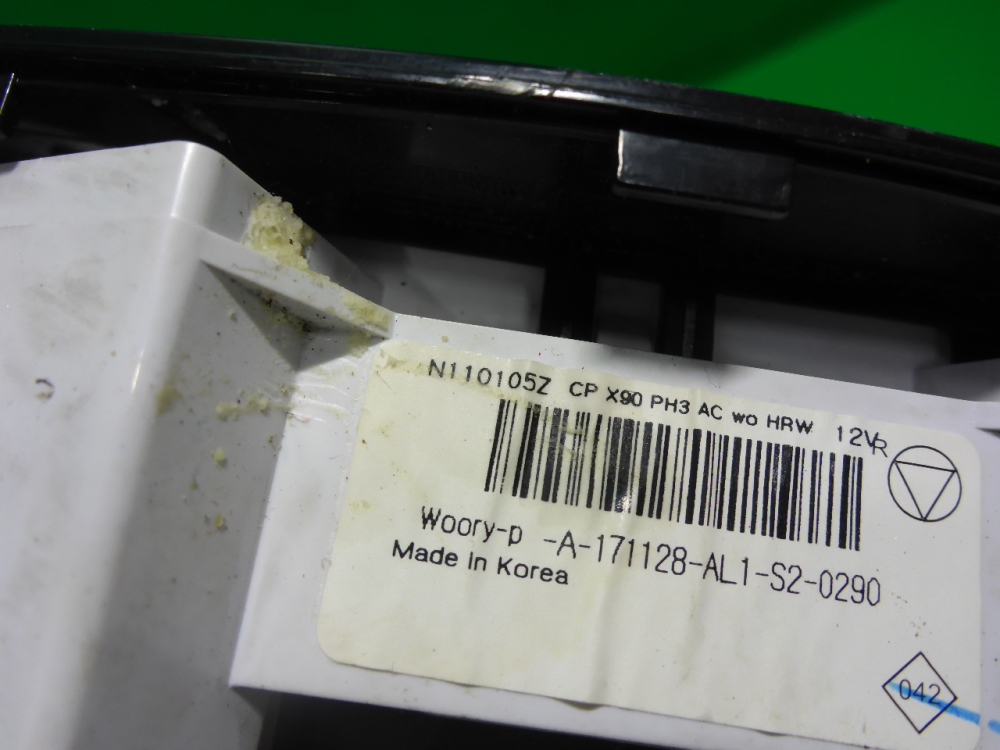 N110105Z CP X90 PH3 AC wo HRW 12V
R
Woory-p -A-171128-AL1-S2-0290
Made in Korea
042